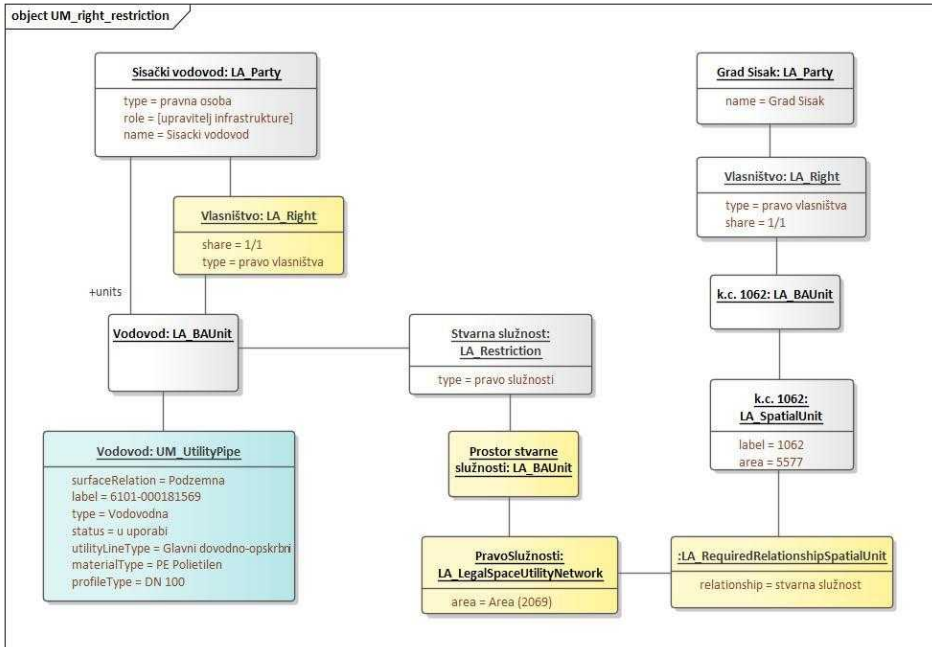 object UM_right_restriction
Sisački vodovod: LA_Party
type = pravna osoba
role = [upravitelj infrastrukture]
name = Sisacki vodovod
Grad Sisak: LA_Party
name = Grad Sisak
Vlasništvo: LA_Right
type = pravo vlasništva
share = 1/1
Vlasništvo: LA_Right
share = 1/1
type = pravo vlasništva
+units
k.c. 1062: LA_BAUnit
Vodovod: LA_BAUnit
Stvarna služnost:
LA_Restriction
type = pravo služnosti
k.c. 1062:
LA_SpatialUnit
label = 1062
area = 5577
Vodovod: UM_UtilityPipe
surfaceRelation = Podzemna
label = 6101-000181569
type = Vodovodna
status = u uporabi
utilityLineType = Glavni dovodno-opskrbni
materialType = PE Polietilen
profileType = DN 100
Prostor stvarne
služnosti: LA_BAUnit
PravoSlužnosti:
LA_LegalSpaceUtilityNetwork
area = Area (2069)
:LA_RequiredRelationshipSpatialUnit
relationship = stvarna služnost